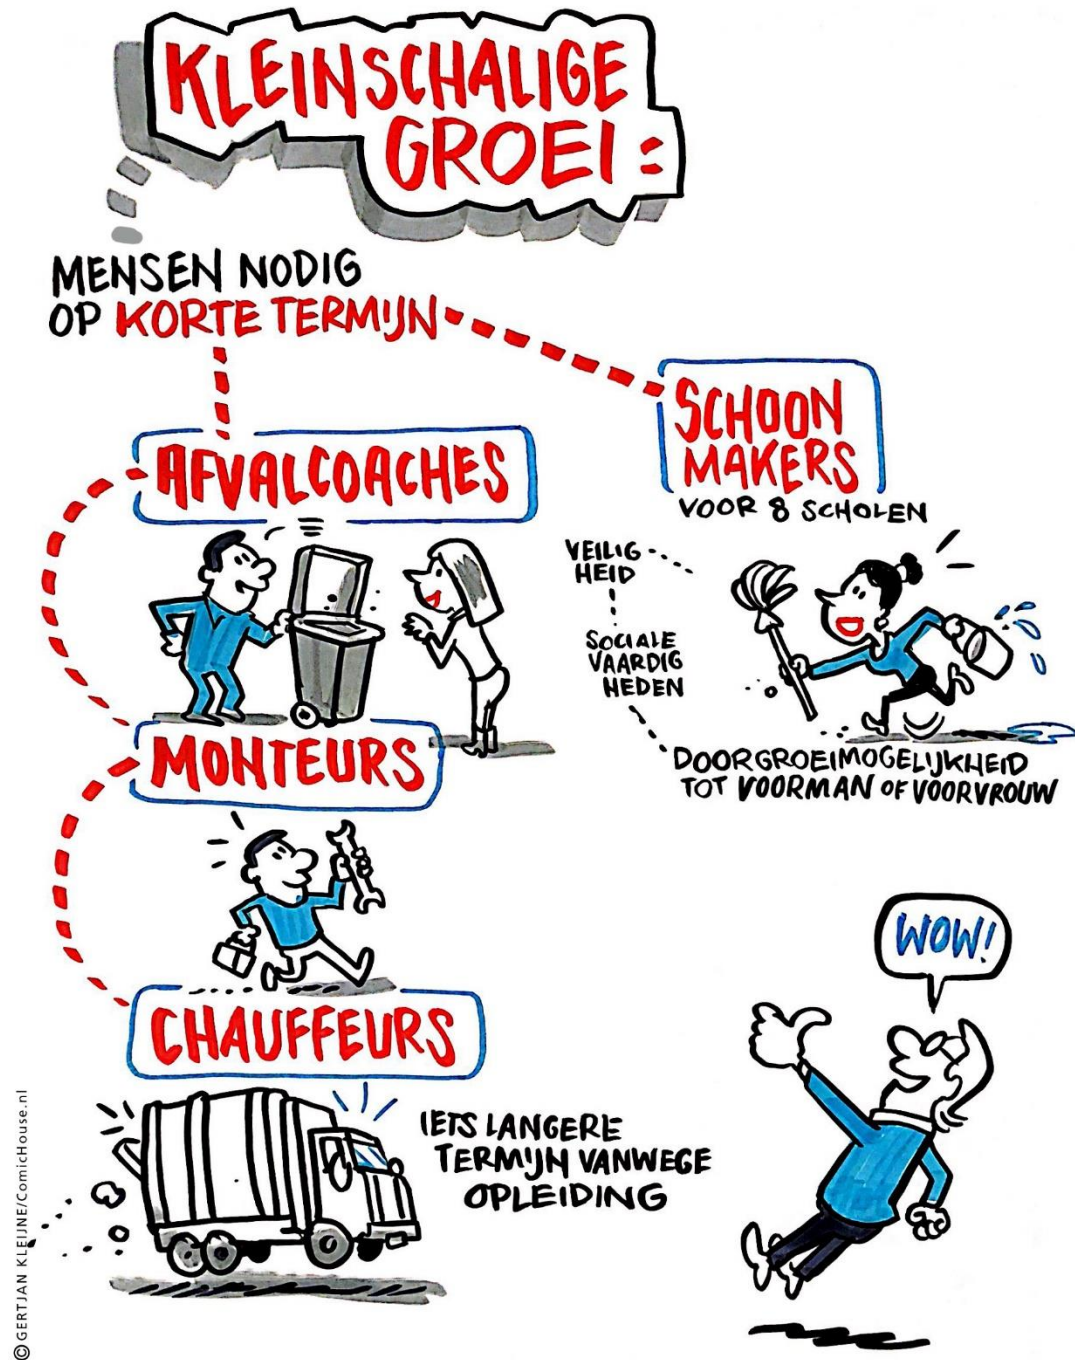 KLEINSCHALIGE
GROEI:
MENSEN NODIG
OP KORTE TERMIJN
AFVALCOACHES
MONTEURS
CHAUFFEURS
IETS LANGERE
TERMIJN VANWEGE
OPLEIDING
SCHOON
MAKERS
VOOR 8 SCHOLEN
VEILIG
HEID
SOCIALE
VAARDIG
HEDEN
DOORGROEIMOGELIJKHEID
TOT VOORMAN OF VOORVROUW
WOW!
© GERTJAN KLEIJNE/ComicHouse.nl